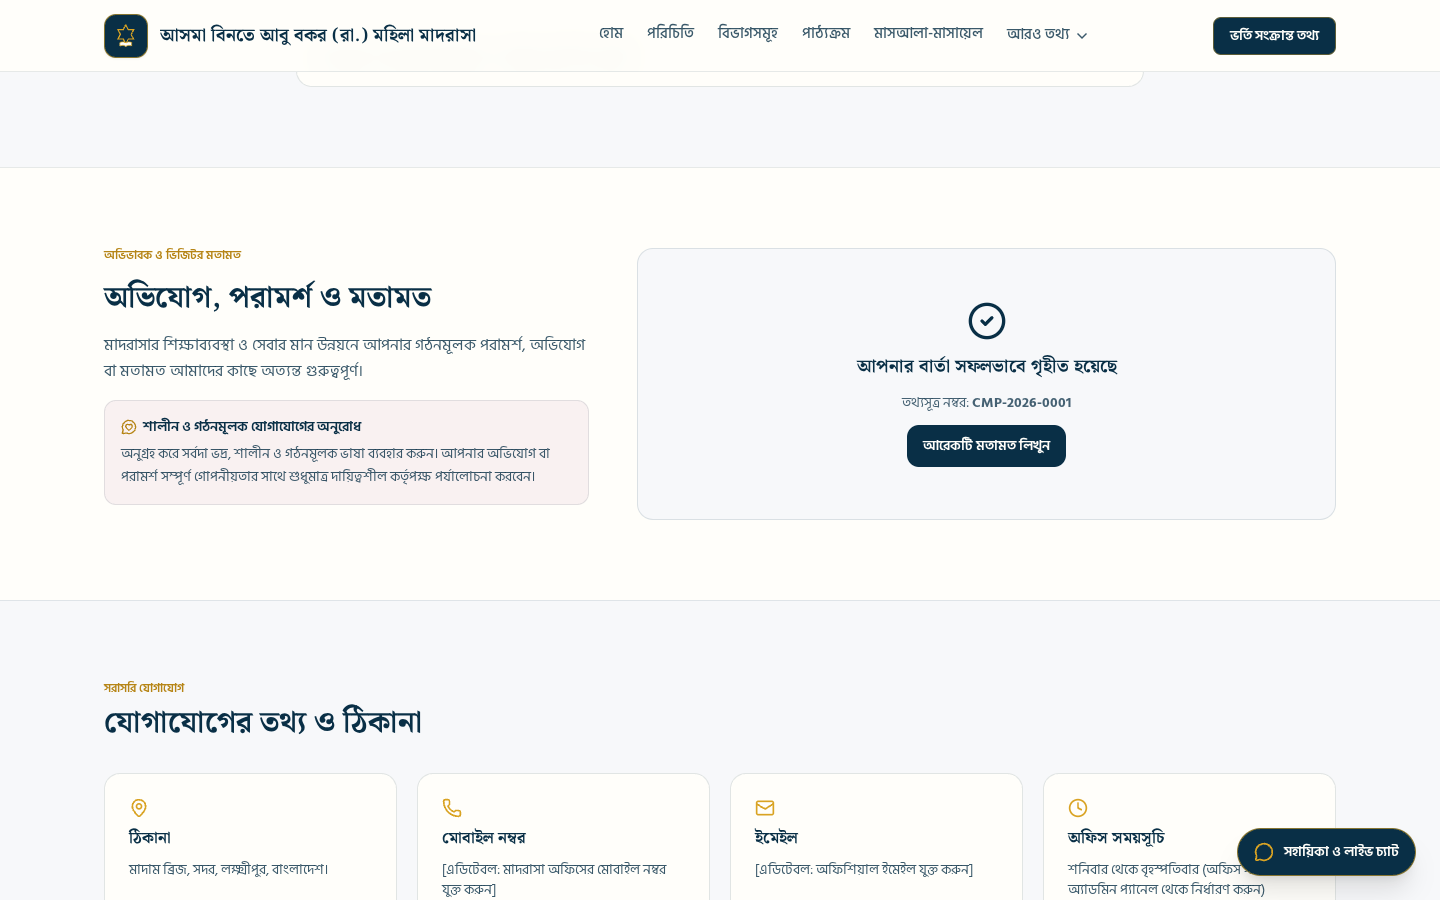 আসমা বিনতে আবু বকর (রা.) মহিলা মাদরাসা
হোম
পরিচিতি
বিভাগসমূহ
পাঠ্যক্রম
মাসআলা-মাসায়েল
আরও তথ্য
ভর্তি সংক্রান্ত তথ্য
অভিভাবক ও ভিজিটর মতামত
অভিযোগ, পরামর্শ ও মতামত
মাদরাসার শিক্ষাব্যবস্থা ও সেবার মান উন্নয়নে আপনার গঠনমূলক পরামর্শ, অভিযোগ
বা মতামত আমাদের কাছে অত্যন্ত গুরুত্বপূর্ণ।
শালীন ও গঠনমূলক যোগাযোগের অনুরোধ
অনুগ্রহ করে সর্বদা ভদ্র, শালীন ও গঠনমূলক ভাষা ব্যবহার করুন। আপনার অভিযোগ বা
পরামর্শ সম্পূর্ণ গোপনীয়তার সাথে শুধুমাত্র দায়িত্বশীল কর্তৃপক্ষ পর্যালোচনা করবেন।
আপনার বার্তা সফলভাবে গৃহীত হয়েছে
তথ্যসূত্র নম্বর: CMP-2026-0001
আরেকটি মতামত লিখুন
সরাসরি যোগাযোগ
যোগাযোগের তথ্য ও ঠিকানা
ঠিকানা
মাদাম ব্রিজ, সদর, লক্ষ্মীপুর, বাংলাদেশ।
মোবাইল নম্বর
[এডিটেবল: মাদরাসা অফিসের মোবাইল নম্বর
যুক্ত করুন]
ইমেইল
[এডিটেবল: অফিশিয়াল ইমেইল যুক্ত করুন]
অফিস সময়সূচি
শনিবার থেকে বৃহস্পতিবার (অফিস
অ্যাডমিন প্যানেল থেকে নির্ধারণ করুন)
সহায়িকা ও লাইভ চ্যাট